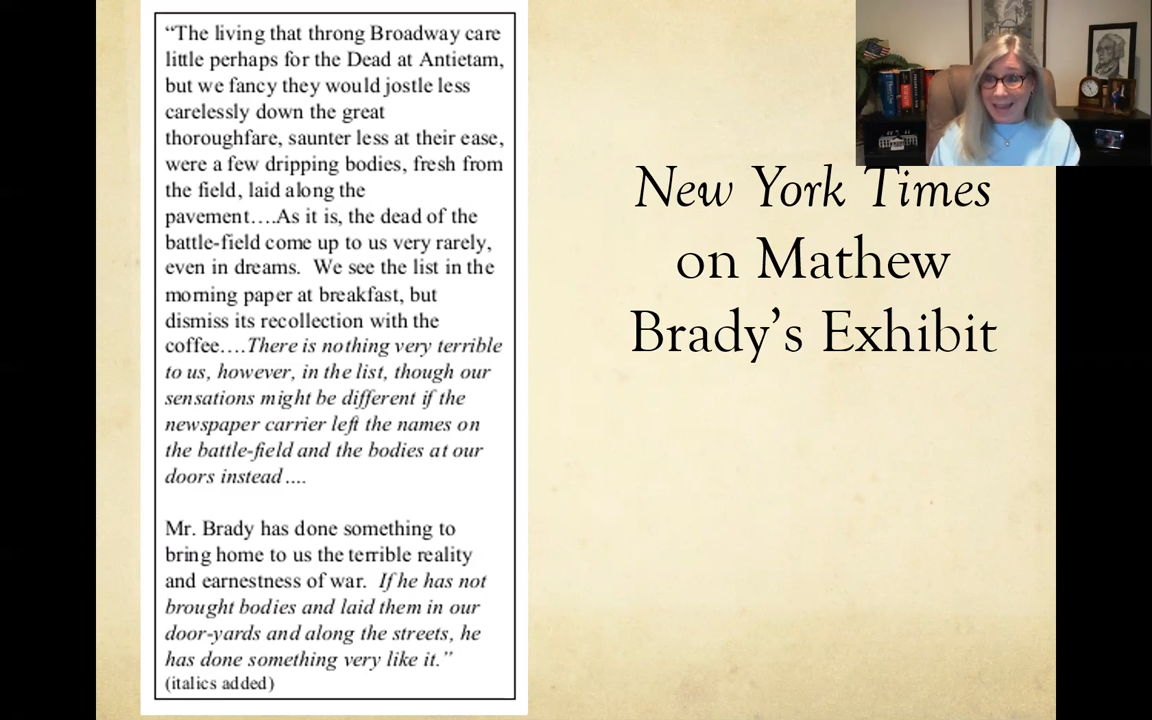 “The living that throng Broadway care
little perhaps for the Dead at Antietam,
but we fancy they would jostle less
carelessly down the great
thoroughfare, saunter less at their ease,
were a few dripping bodies, fresh from
the field, laid along the
pavement….As it is, the dead of the
battle-field come up to us very rarely,
even in dreams.  We see the list in the
morning paper at breakfast, but
dismiss its recollection with the
coffee….There is nothing very terrible
to us, however, in the list, though our
sensations might be different if the
newspaper carrier left the names on
the battle-field and the bodies at our
doors instead ….
Mr. Brady has done something to
bring home to us the terrible reality
and earnestness of war.  If he has not
brought bodies and laid them in our
door-yards and along the streets, he
has done something very like it.”
(italics added)
New York Times
on Mathew
Brady’s Exhibit